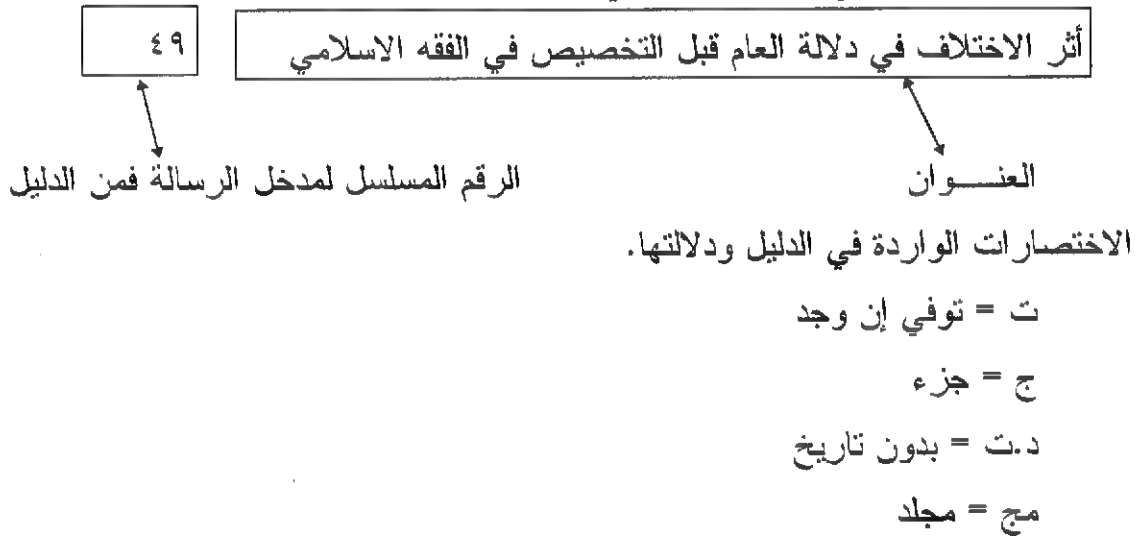 أثر الاختلاف في دلالة العام قبل التخصيص في الفقه الاسلامي ٤٩
العنـــوان الرقم المسلسل لمدخل الرسالة فمن الدليل
الاختصارات الواردة في الدليل ودلالتها.
ت = توفي إن وجد
ج = جزء
د.ت = بدون تاريخ
مج = مجلد